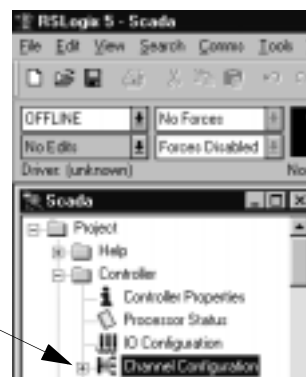 RSLogix 5 - Scada
File Edit View Search Comms Tools
OFFLINE No Forces
No Edits Forces Disabled
Driver: (unknown) No
Scada
Project
Help
Controller
Controller Properties
Processor Status
IO Configuration
Channel Configuration